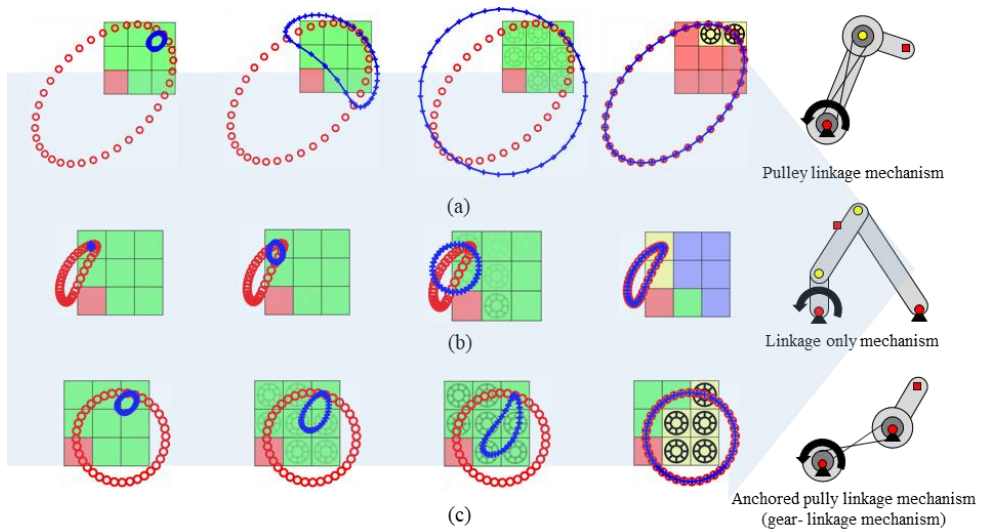 Pulley linkage mechanism
(a)
Linkage only mechanism
(b)
Anchored pully linkage mechanism
(gear- linkage mechanism)
(c)